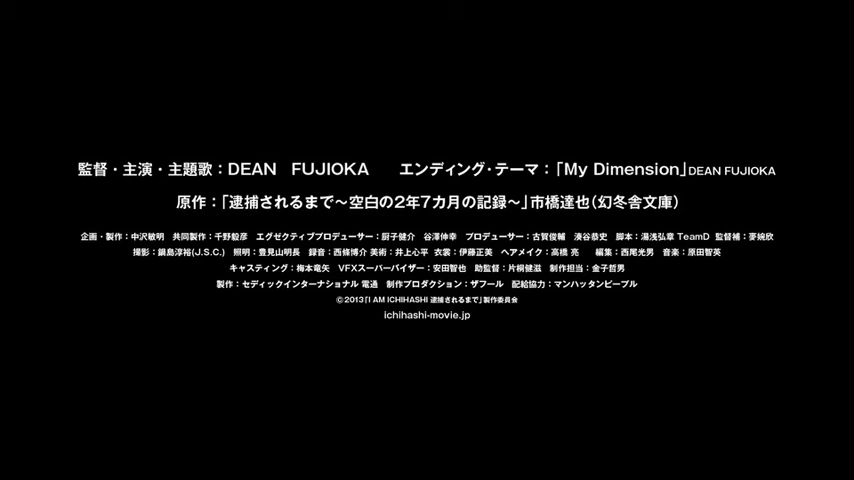 監督・主演・主題歌：DEAN FUJIOKA エンディング・テーマ：「My Dimension」DEAN FUJIOKA
原作：「逮捕されるまで～空白の2年7カ月の記録～」市橋達也（幻冬舎文庫）
企画・製作：中沢敏明 共同製作：千野毅彦 エグゼクティブプロデューサー：厨子健介 谷澤伸幸 プロデューサー：古賀俊輔 湊谷恭史 脚本：湯浅弘章 TeamD 監督補：麥婉欣
撮影：鍋島淳裕(J.S.C.) 照明：豊見山明長 録音：西條博介 美術：井上心平 衣裳：伊藤正美 ヘアメイク：高橋亮 編集：西尾光男 音楽：原田智英
キャスティング：梅本竜矢 VFXスーパーバイザー：安田智也 助監督：片桐健滋 制作担当：金子哲男
製作：セディックインターナショナル 電通 制作プロダクション：ザフール 配給協力：マンハッタンピープル
©2013「I AM ICHIHASHI 逮捕されるまで」製作委員会
ichihashi-movie.jp